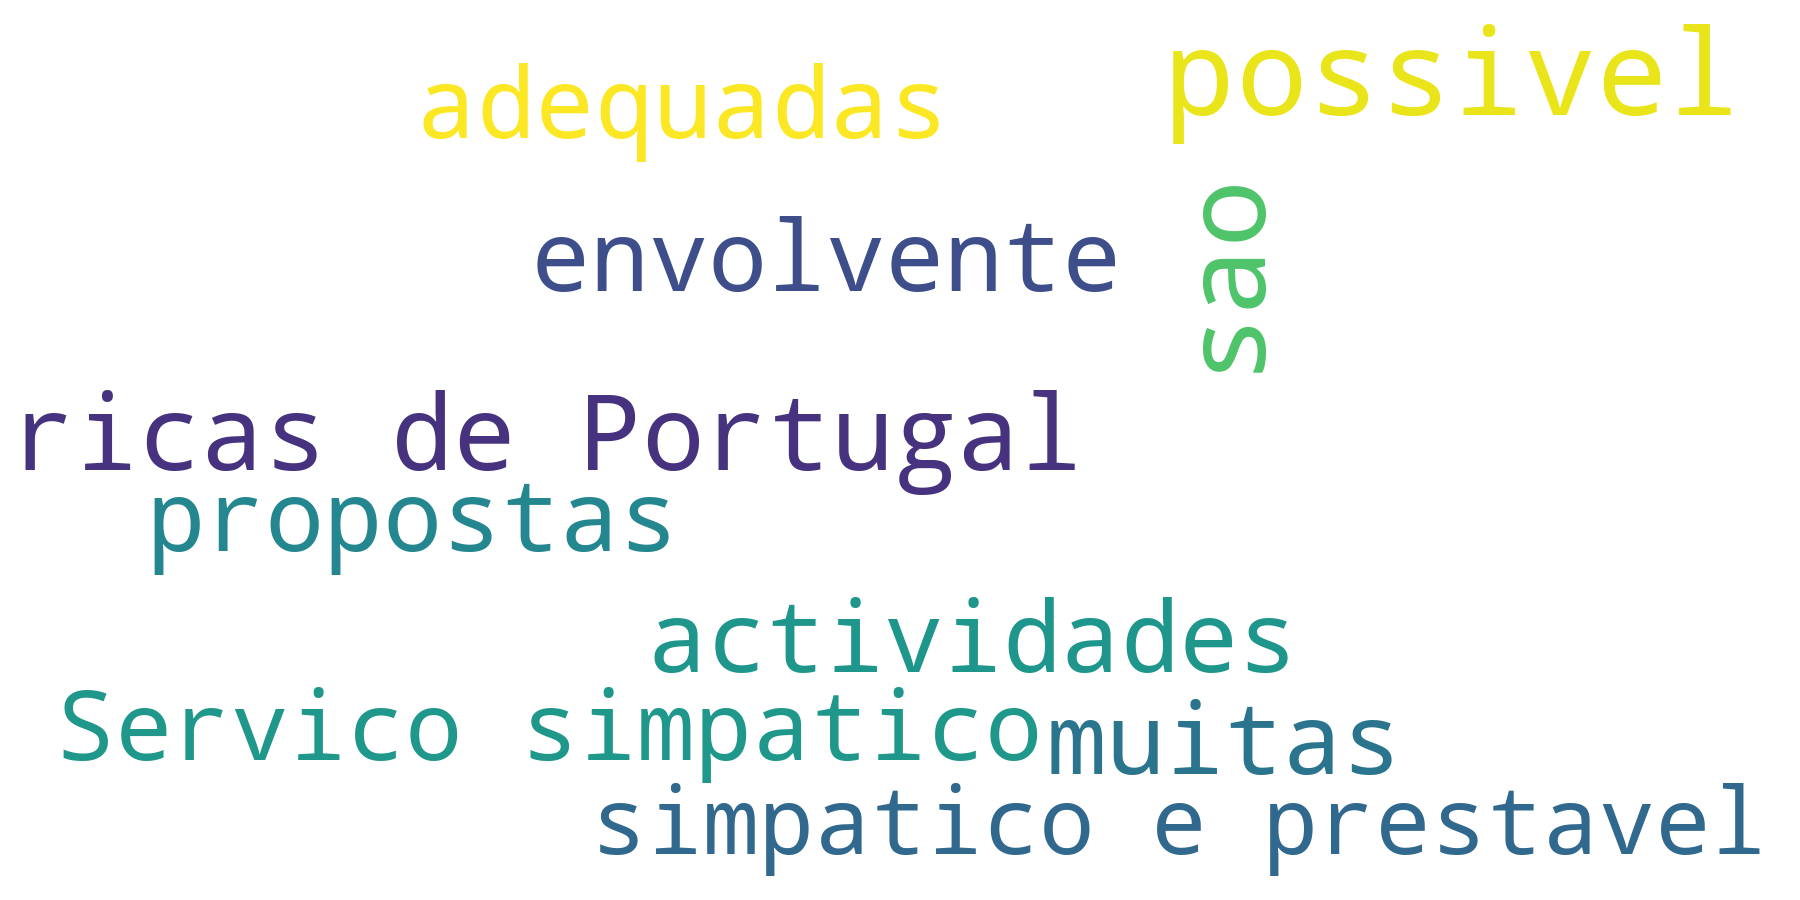 possivel
adequadas
sao
envolvente
ricas de Portugal
propostas
actividades
Servico simpatico
muitas
simpatico e prestavel